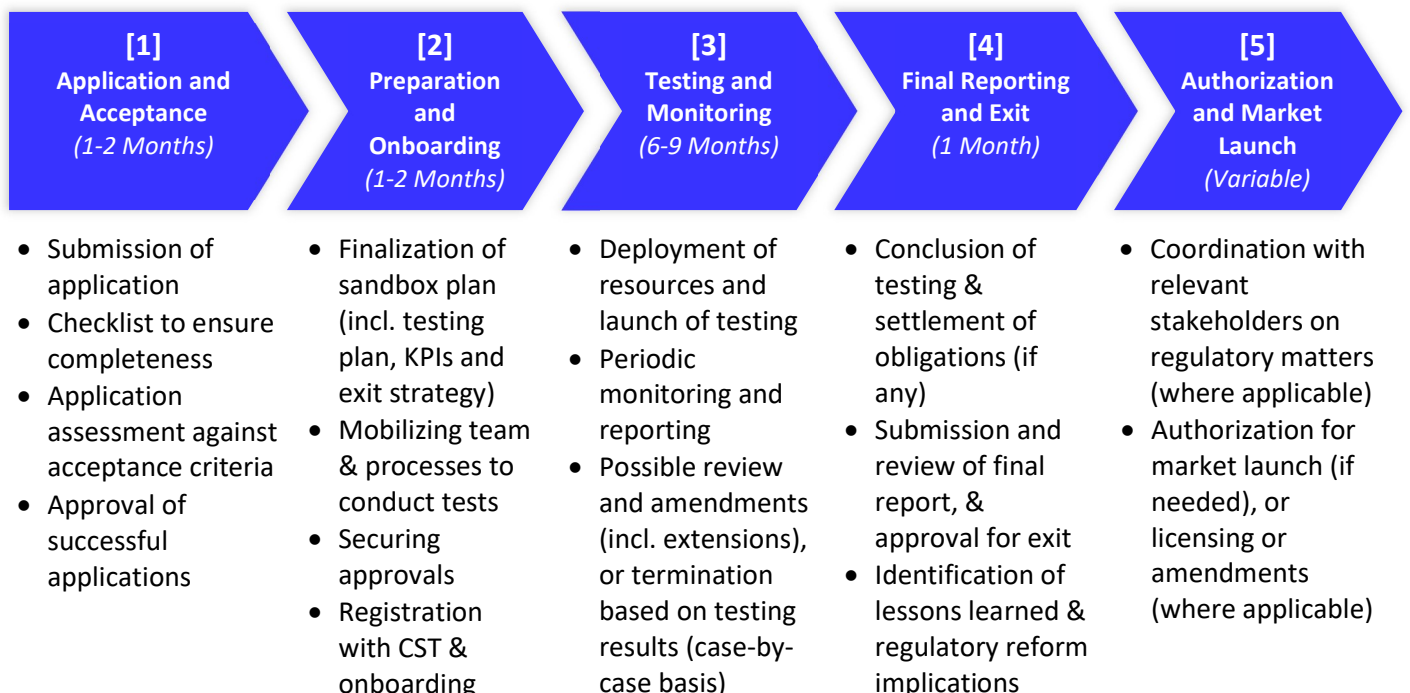 [1]
Application and
Acceptance
(1-2 Months)
[2]
Preparation
and
Onboarding
(1-2 Months)
[3]
Testing and
Monitoring
(6-9 Months)
[4]
Final Reporting
and Exit
(1 Month)
[5]
Authorization
and Market
Launch
(Variable)
• Submission of
application
• Checklist to ensure
completeness
• Application
assessment against
acceptance criteria
• Approval of
successful
applications
• Finalization of
sandbox plan
(incl. testing
plan, KPIs and
exit strategy)
• Mobilizing team
& processes to
conduct tests
• Securing
approvals
• Registration
with CST &
onboarding
• Deployment of
resources and
launch of testing
• Periodic
monitoring and
reporting
• Possible review
and amendments
(incl. extensions),
or termination
based on testing
results (case-by-
case basis)
• Conclusion of
testing &
settlement of
obligations (if
any)
• Submission and
review of final
report, &
approval for exit
• Identification of
lessons learned &
regulatory reform
implications
• Coordination with
relevant
stakeholders on
regulatory matters
(where applicable)
• Authorization for
market launch (if
needed), or
licensing or
amendments
(where applicable)